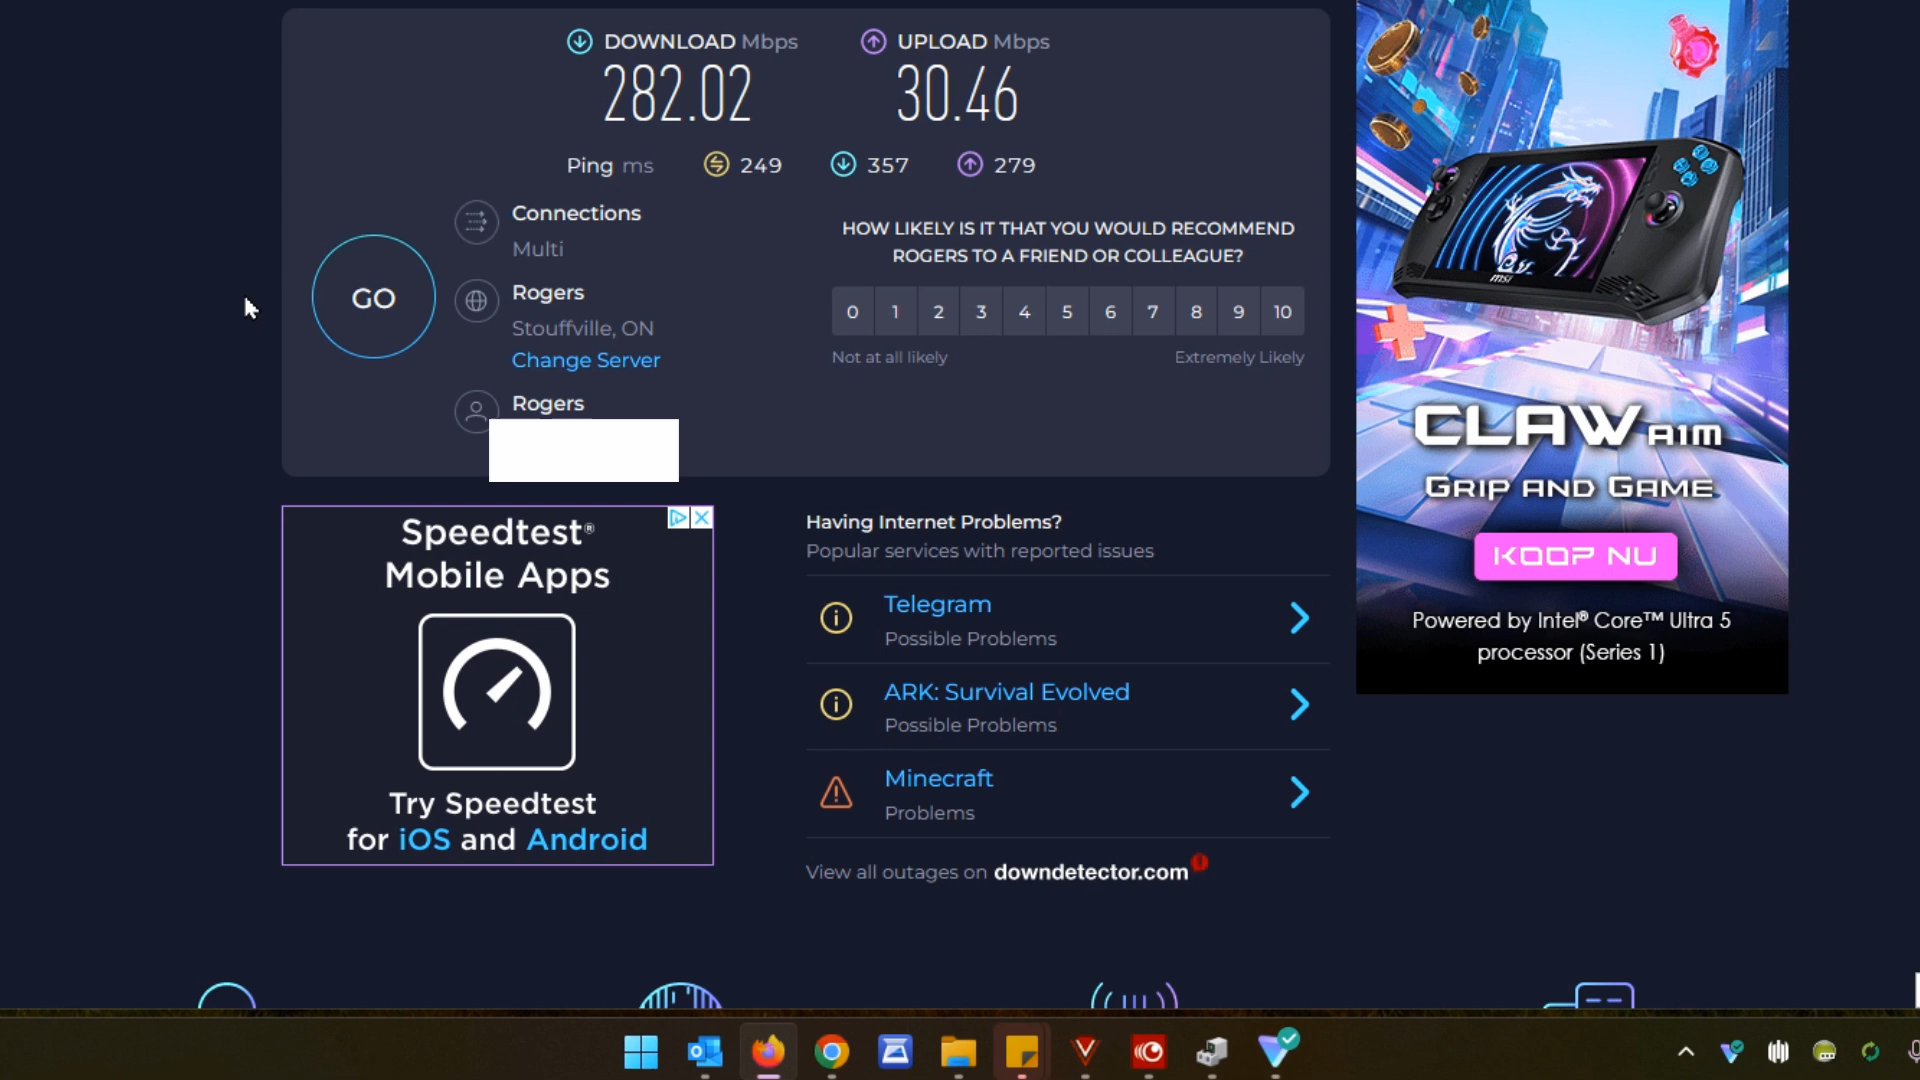 DOWNLOAD Mbps
282.02
UPLOAD Mbps
30.46
Ping ms 249 357 279
GO
Connections
Multi
Rogers
Stouffville, ON
Change Server
Rogers
HOW LIKELY IS IT THAT YOU WOULD RECOMMEND
ROGERS TO A FRIEND OR COLLEAGUE?
0 1 2 3 4 5 6 7 8 9 10
Not at all likely Extremely Likely
Speedtest®
Mobile Apps
Try Speedtest
for iOS and Android
Having Internet Problems?
Popular services with reported issues
Telegram
Possible Problems
ARK: Survival Evolved
Possible Problems
Minecraft
Problems
View all outages on downdetector.com
msi
CLAW A1M
GRIP AND GAME
KOOP NU
Powered by Intel® Core™ Ultra 5
processor (Series 1)